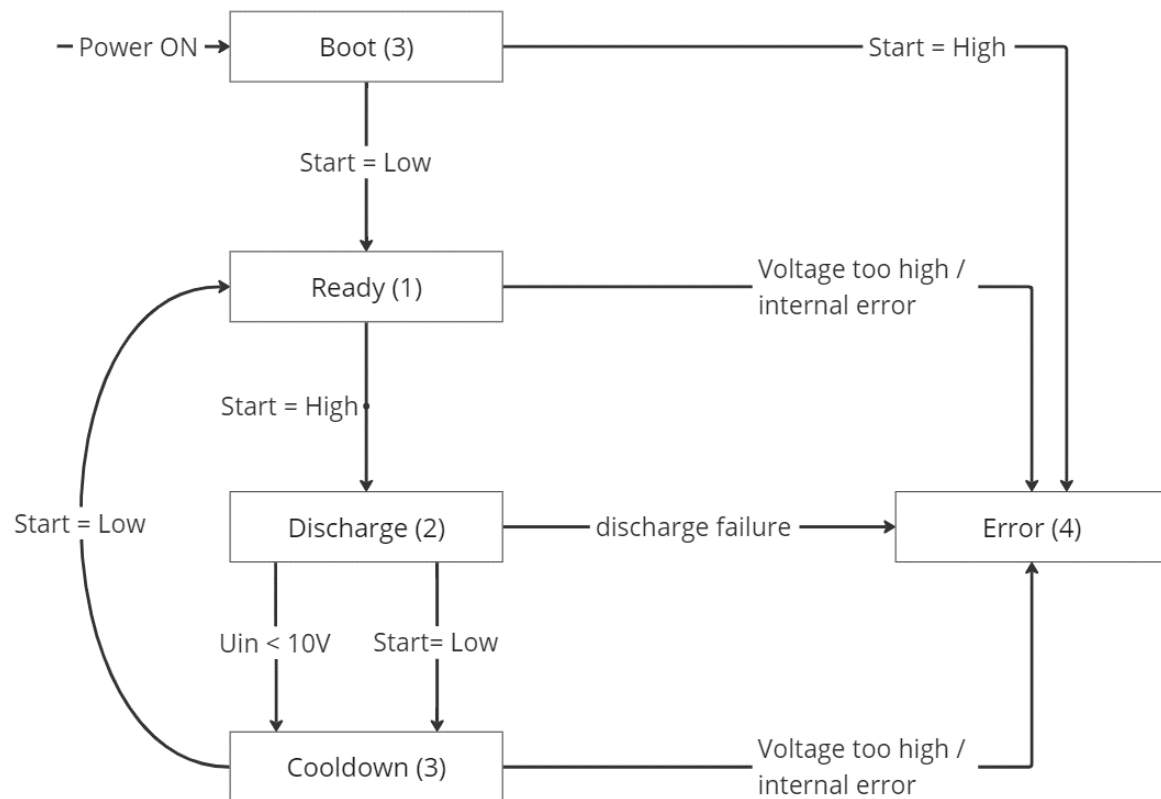 Power ON
Boot (3)
Start = High
Start = Low
Ready (1)
Voltage too high /
internal error
Start = High
Start = Low
Discharge (2)
discharge failure
Error (4)
Uin < 10V
Start= Low
Cooldown (3)
Voltage too high /
internal error